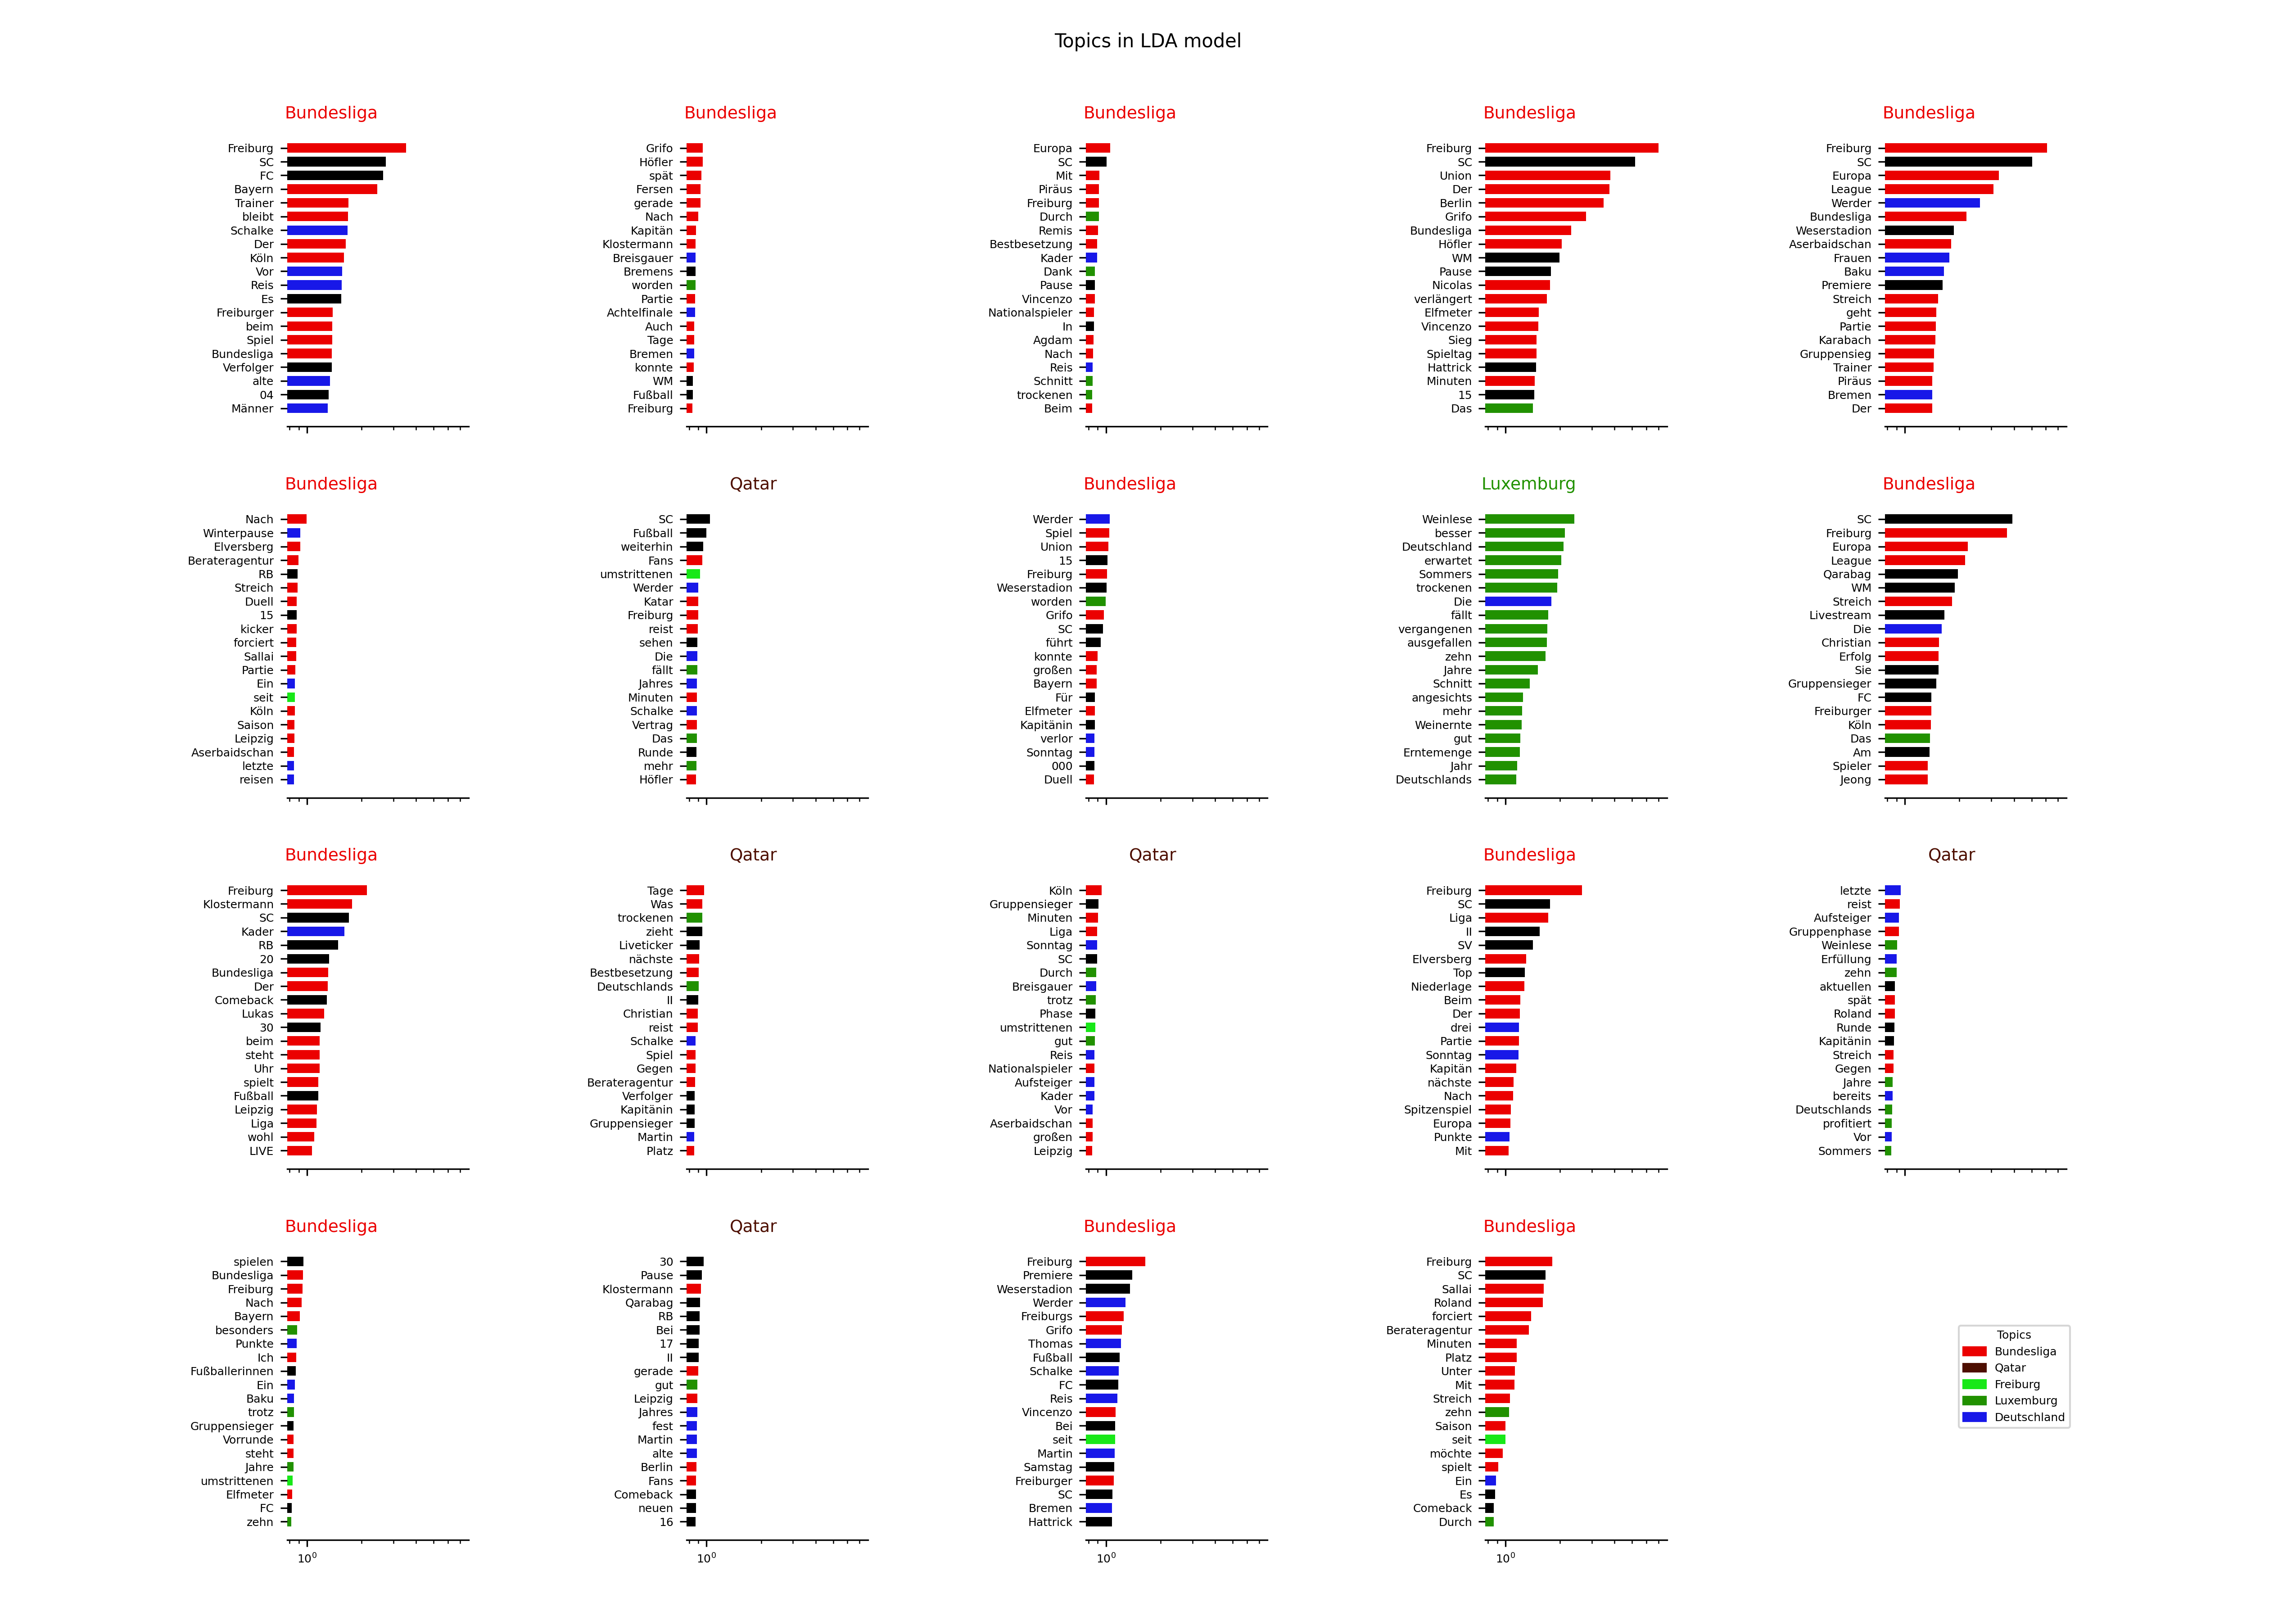 Topics in LDA model
Bundesliga
Freiburg
SC
FC
Bayern
Trainer
bleibt
Schalke
Der
Köln
Vor
Reis
Es
Freiburger
beim
Spiel
Bundesliga
Verfolger
alte
04
Männer
Bundesliga
Grifo
Höfler
spät
Fersen
gerade
Nach
Kapitän
Klostermann
Breisgauer
Bremens
worden
Partie
Achtelfinale
Auch
Tage
Bremen
konnte
WM
Fußball
Freiburg
Bundesliga
Europa
SC
Mit
Piräus
Freiburg
Durch
Remis
Bestbesetzung
Kader
Dank
Pause
Vincenzo
Nationalspieler
In
Agdam
Nach
Reis
Schnitt
trockenen
Beim
Bundesliga
Freiburg
SC
Union
Der
Berlin
Grifo
Bundesliga
Höfler
WM
Pause
Nicolas
verlängert
Elfmeter
Vincenzo
Sieg
Spieltag
Hattrick
Minuten
15
Das
Bundesliga
Freiburg
SC
Europa
League
Werder
Bundesliga
Weserstadion
Aserbaidschan
Frauen
Baku
Premiere
Streich
geht
Partie
Karabach
Gruppensieg
Trainer
Piräus
Bremen
Der
Bundesliga
Nach
Winterpause
Elversberg
Berateragentur
RB
Streich
Duell
15
kicker
forciert
Sallai
Partie
Ein
seit
Köln
Saison
Leipzig
Aserbaidschan
letzte
reisen
Qatar
SC
Fußball
weiterhin
Fans
umstrittenen
Werder
Katar
Freiburg
reist
sehen
Die
fällt
Jahres
Minuten
Schalke
Vertrag
Das
Runde
mehr
Höfler
Bundesliga
Werder
Spiel
Union
15
Freiburg
Weserstadion
worden
Grifo
SC
führt
konnte
großen
Bayern
Für
Elfmeter
Kapitänin
verlor
Sonntag
000
Duell
Luxemburg
Weinlese
besser
Deutschland
erwartet
Sommers
trockenen
Die
fällt
vergangenen
ausgefallen
zehn
Jahre
Schnitt
angesichts
mehr
Weinernte
gut
Erntemenge
Jahr
Deutschlands
Bundesliga
SC
Freiburg
Europa
League
Qarabag
WM
Streich
Livestream
Die
Christian
Erfolg
Sie
Gruppensieger
FC
Freiburger
Köln
Das
Am
Spieler
Jeong
Bundesliga
Freiburg
Klostermann
SC
Kader
RB
20
Bundesliga
Der
Comeback
Lukas
30
beim
steht
Uhr
spielt
Fußball
Leipzig
Liga
wohl
LIVE
Qatar
Tage
Was
trockenen
zieht
Liveticker
nächste
Bestbesetzung
Deutschlands
II
Christian
reist
Schalke
Spiel
Gegen
Berateragentur
Verfolger
Kapitänin
Gruppensieger
Martin
Platz
Qatar
Köln
Gruppensieger
Minuten
Liga
Sonntag
SC
Durch
Breisgauer
trotz
Phase
umstrittenen
gut
Reis
Nationalspieler
Aufsteiger
Kader
Vor
Aserbaidschan
großen
Leipzig
Bundesliga
Freiburg
SC
Liga
II
SV
Elversberg
Top
Niederlage
Beim
Der
drei
Partie
Sonntag
Kapitän
nächste
Nach
Spitzenspiel
Europa
Punkte
Mit
Qatar
letzte
reist
Aufsteiger
Gruppenphase
Weinlese
Erfüllung
zehn
aktuellen
spät
Roland
Runde
Kapitänin
Streich
Gegen
Jahre
bereits
Deutschlands
profitiert
Vor
Sommers
Bundesliga
spielen
Bundesliga
Freiburg
Nach
Bayern
besonders
Punkte
Ich
Fußballerinnen
Ein
Baku
trotz
Gruppensieger
Vorrunde
steht
Jahre
umstrittenen
Elfmeter
FC
zehn
10⁰
Qatar
30
Pause
Klostermann
Qarabag
RB
Bei
17
II
gerade
gut
Leipzig
Jahres
fest
Martin
alte
Berlin
Fans
Comeback
neuen
16
10⁰
Bundesliga
Freiburg
Premiere
Weserstadion
Werder
Freiburgs
Grifo
Thomas
Fußball
Schalke
FC
Reis
Vincenzo
Bei
seit
Martin
Samstag
Freiburger
SC
Bremen
Hattrick
10⁰
Bundesliga
Freiburg
SC
Sallai
Roland
forciert
Berateragentur
Minuten
Platz
Unter
Mit
Streich
zehn
Saison
seit
möchte
spielt
Ein
Es
Comeback
Durch
10⁰
Topics
Bundesliga
Qatar
Freiburg
Luxemburg
Deutschland